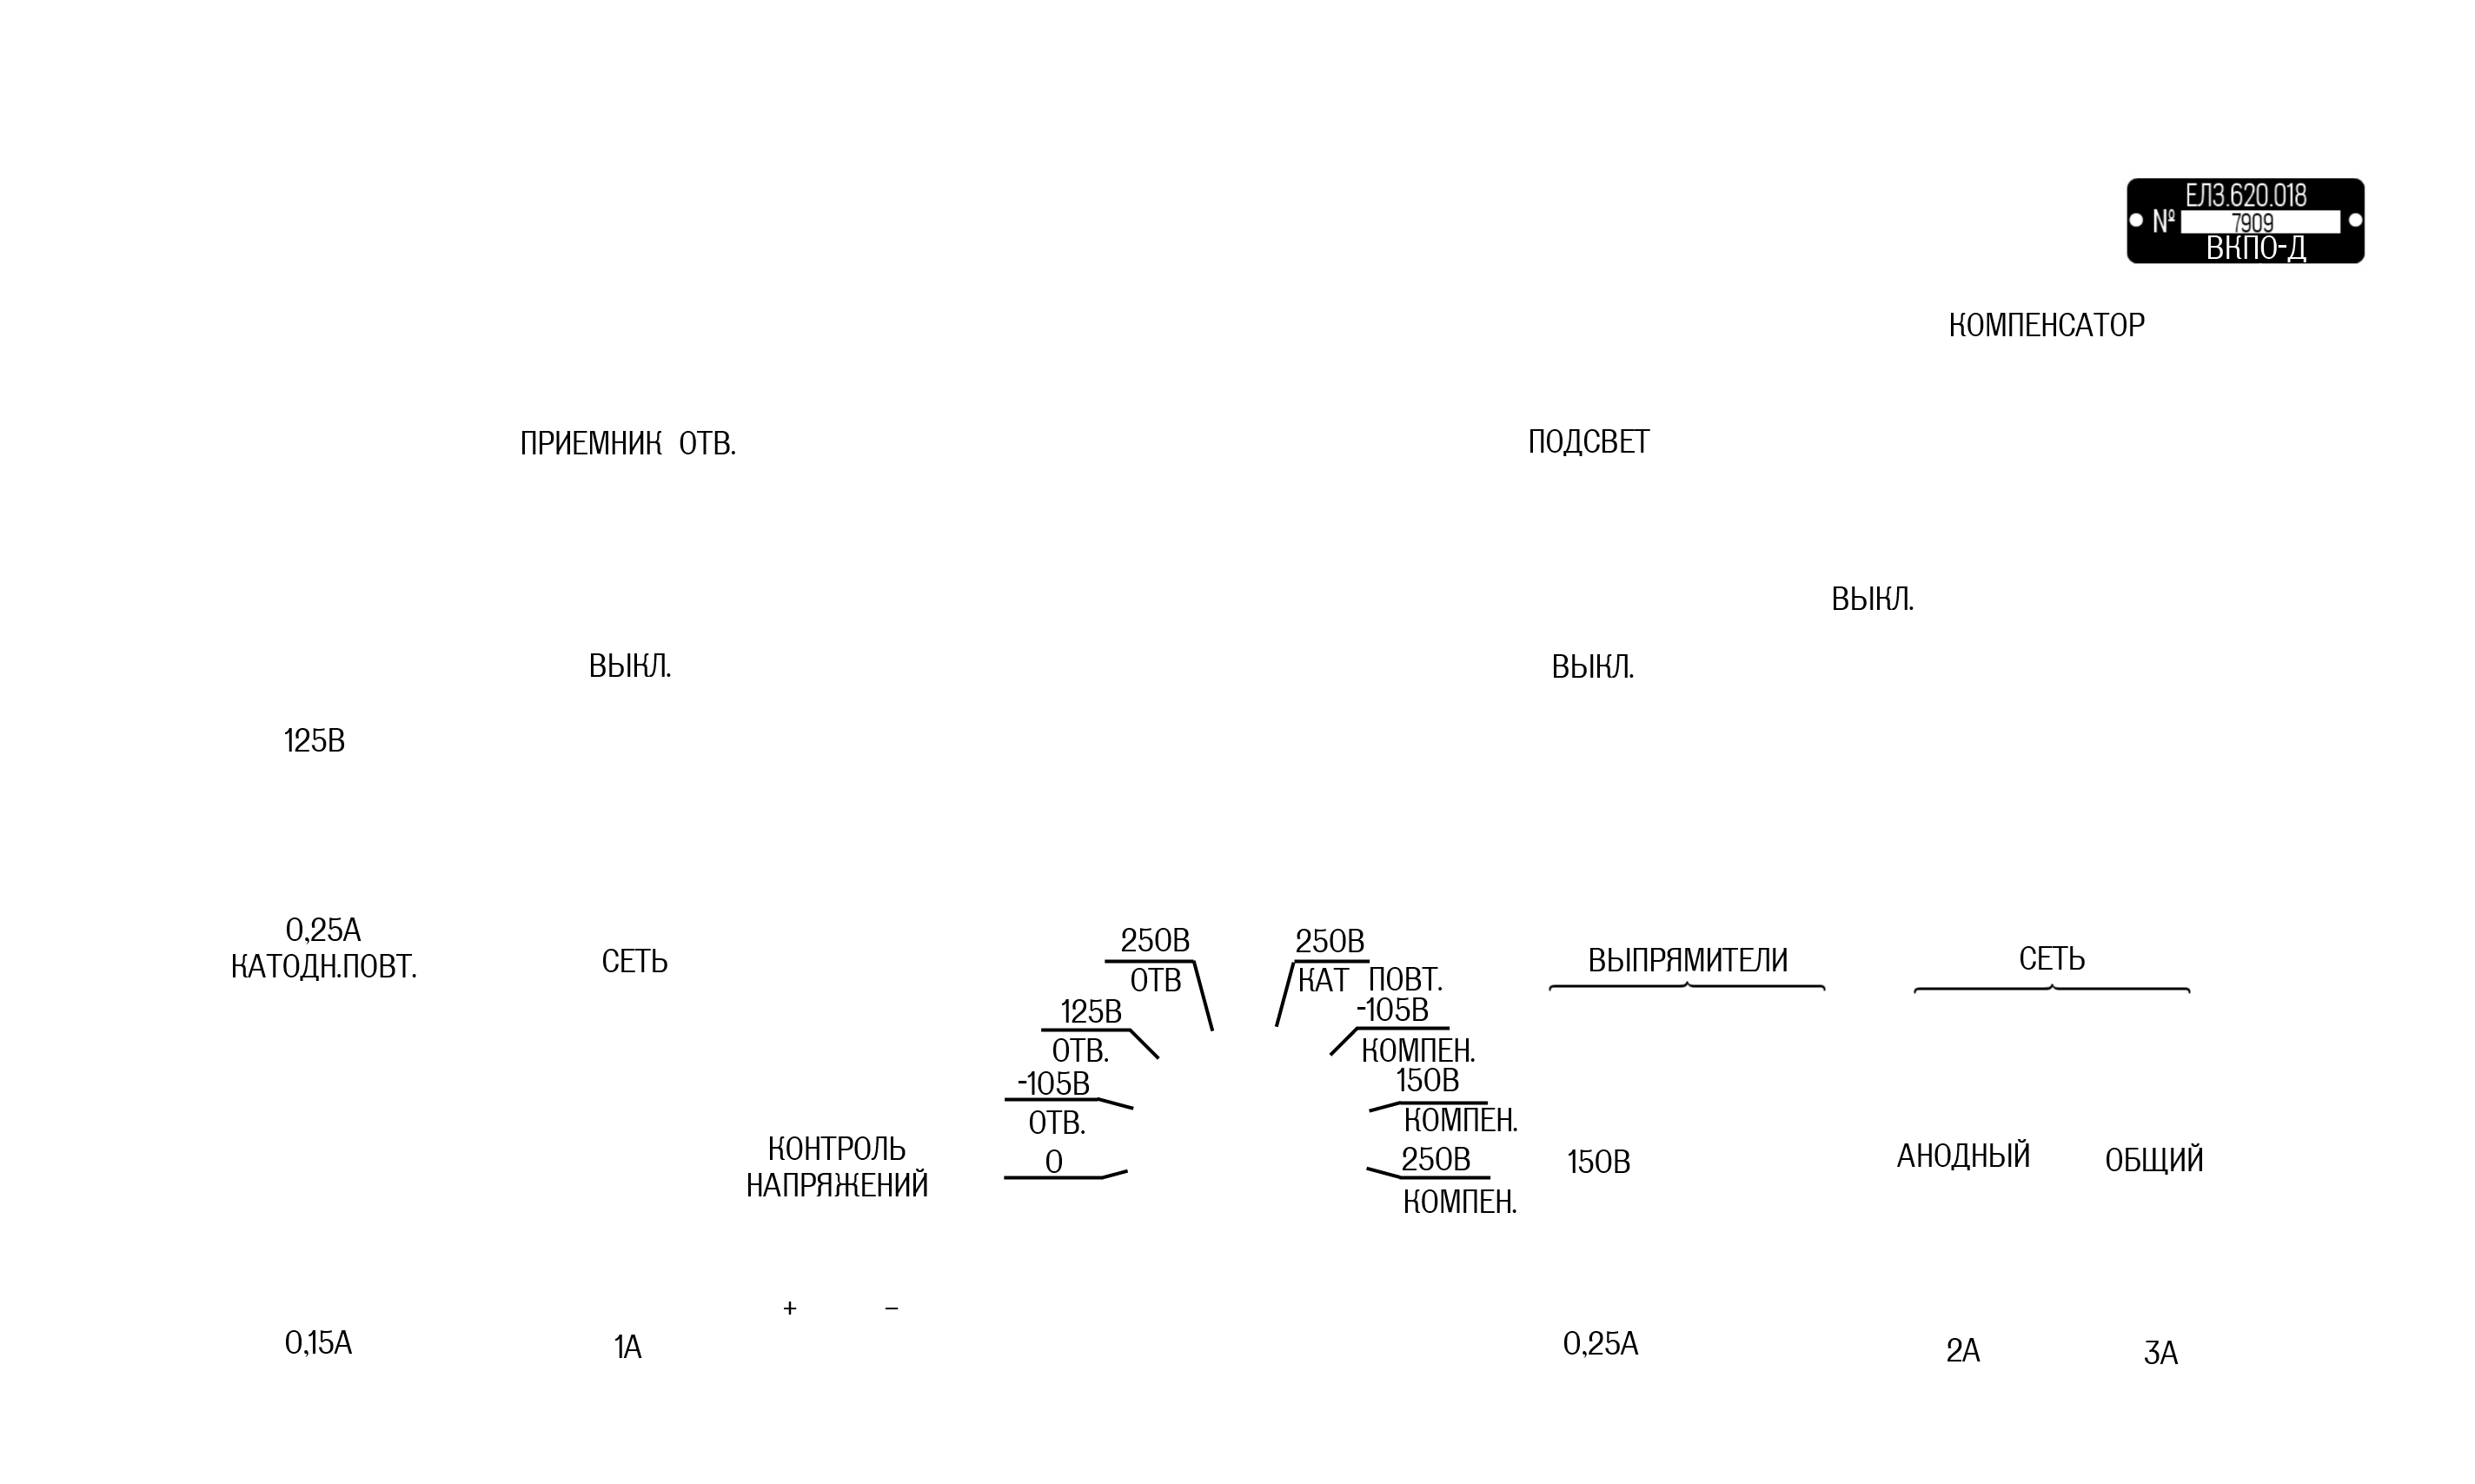 ЕЛ3.620.018
№ 7909
ВКПО-Д
КОМПЕНСАТОР
ПРИЕМНИК ОТВ.
ПОДСВЕТ
ВЫКЛ.
ВЫКЛ.
ВЫКЛ.
125В
0,25А
КАТОДН.ПОВТ.
СЕТЬ
250В
ОТВ
125В
ОТВ.
-105В
ОТВ.
0
250В
КАТ ПОВТ.
-105В
КОМПЕН.
150В
КОМПЕН.
250В
КОМПЕН.
ВЫПРЯМИТЕЛИ
СЕТЬ
КОНТРОЛЬ
НАПРЯЖЕНИЙ
150В
АНОДНЫЙ
ОБЩИЙ
+ –
0,15А
1А
0,25А
2А
3А